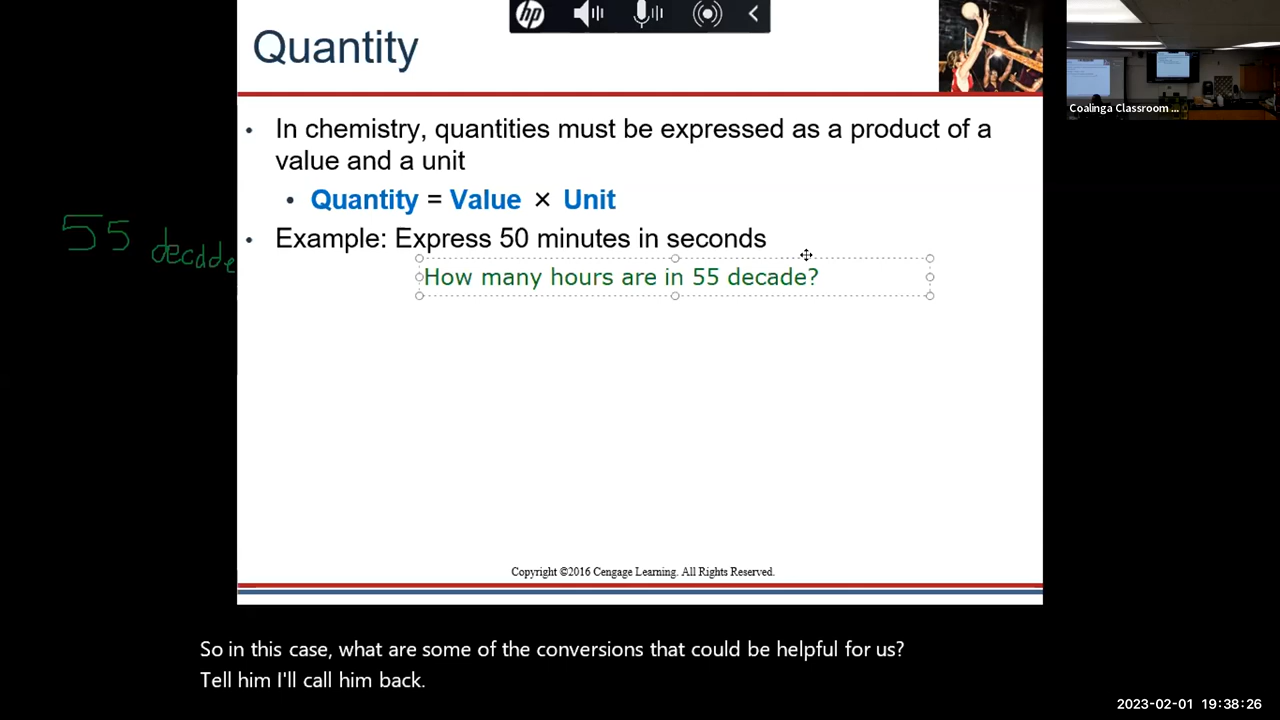 hp
Quantity
Coalinga Classroom ...
• In chemistry, quantities must be expressed as a product of a
value and a unit
• Quantity = Value × Unit
55 decade
• Example: Express 50 minutes in seconds
How many hours are in 55 decade?
Copyright ©2016 Cengage Learning. All Rights Reserved.
So in this case, what are some of the conversions that could be helpful for us?
Tell him I'll call him back.
2023-02-01 19:38:26